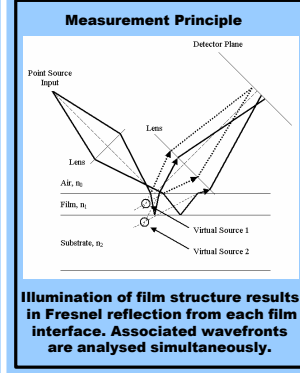 Measurement Principle
Detector Plane
Point Source
Input
Lens
Lens
Air, n0
Film, n1
Virtual Source 1
Substrate, n2
Virtual Source 2
Illumination of film structure results
in Fresnel reflection from each film
interface. Associated wavefronts
are analysed simultaneously.